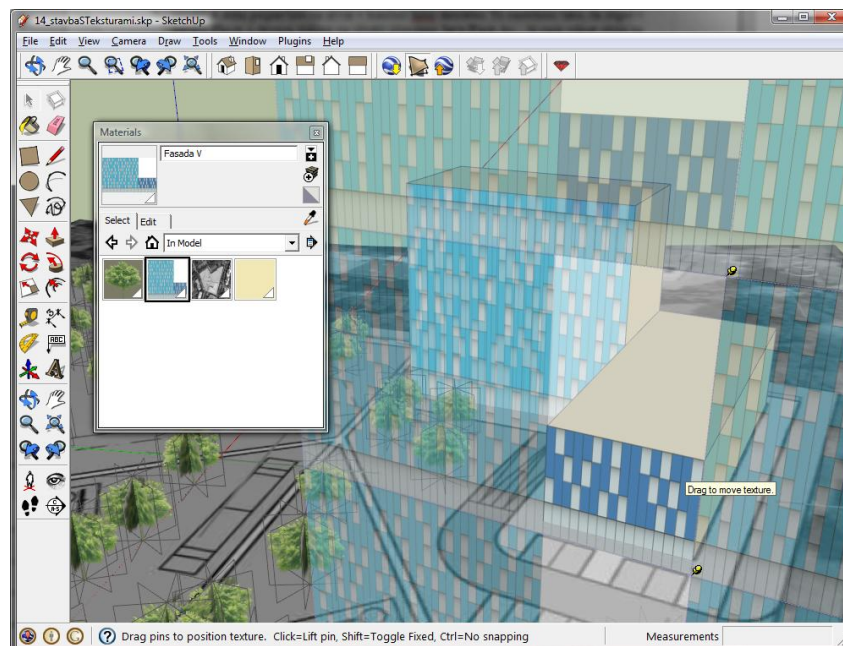 14_stavbaSTeksturami.skp - SketchUp
File Edit View Camera Draw Tools Window Plugins Help
Materials
Fasada V
Select Edit
In Model
ABC
Drag to move texture.
Drag pins to position texture. Click=Lift pin, Shift=Toggle Fixed, Ctrl=No snapping
Measurements